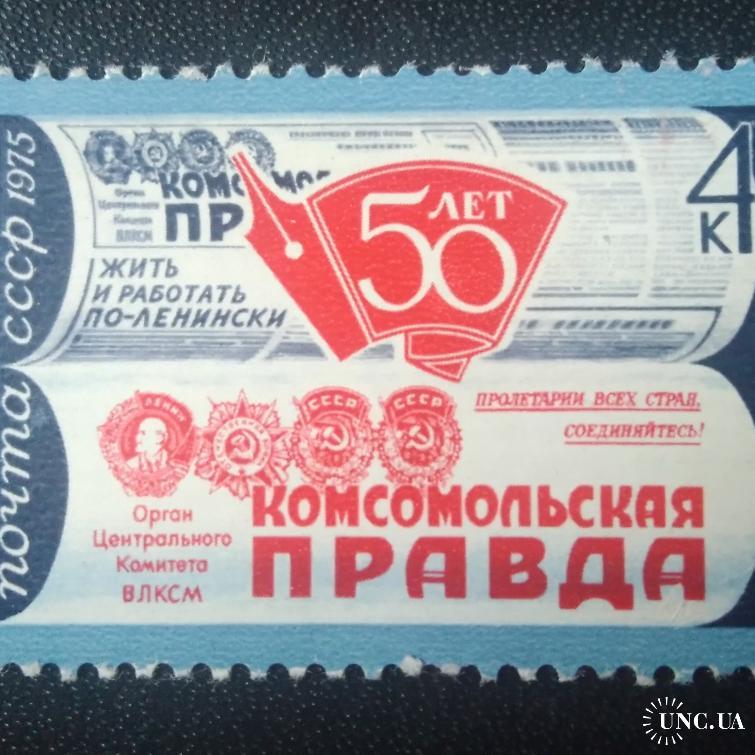 почта ссср 1975
КОМСОМОЛ
ПР
Орган
Центрального
Комитета
ВЛКСМ
ЖИТЬ
И РАБОТАТЬ
ПО-ЛЕНИНСКИ
50 ЛЕТ
4
К
ПРОЛЕТАРИИ ВСЕХ СТРАН,
СОЕДИНЯЙТЕСЬ!
ЛЕНИН
СССР
СССР
Орган
Центрального
Комитета
ВЛКСМ
КОМСОМОЛЬСКАЯ
ПРАВДА
UNC.UA